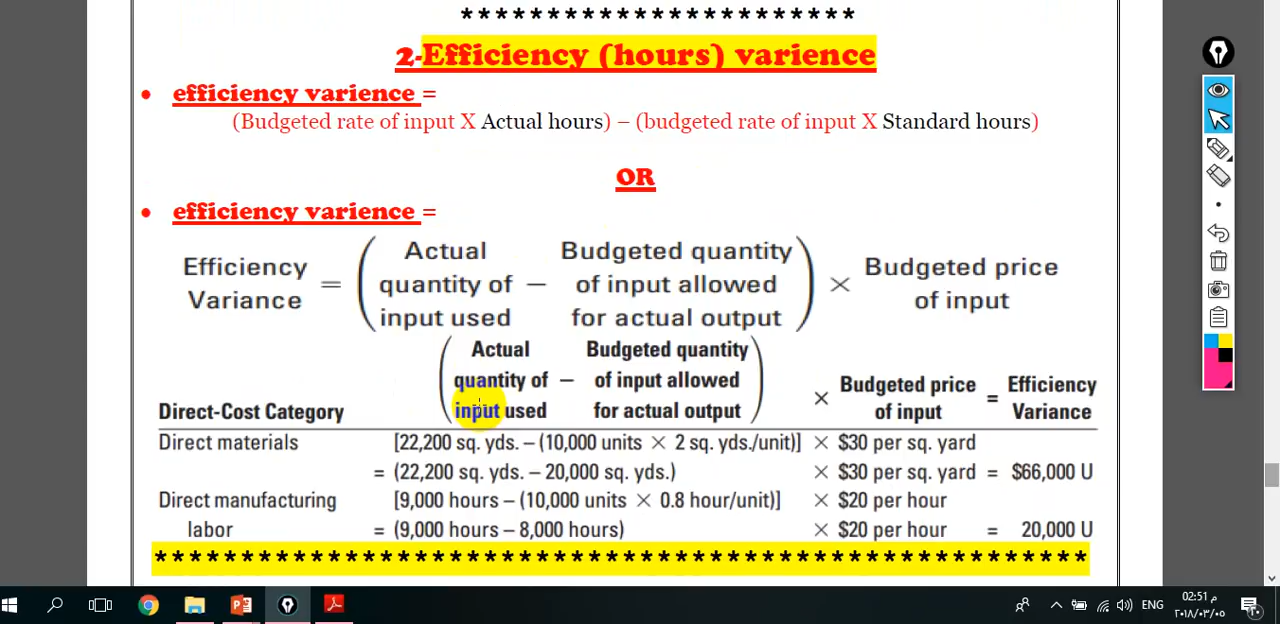 ***********************
2-Efficiency (hours) varience
• efficiency varience =
(Budgeted rate of input X Actual hours) – (budgeted rate of input X Standard hours)
OR
• efficiency varience =
Efficiency Variance = (Actual quantity of input used − Budgeted quantity of input allowed for actual output) × Budgeted price of input
Direct-Cost Category (Actual quantity of input used − Budgeted quantity of input allowed for actual output) × Budgeted price of input = Efficiency Variance
Direct materials [22,200 sq. yds. – (10,000 units × 2 sq. yds./unit)] × $30 per sq. yard
= (22,200 sq. yds. – 20,000 sq. yds.) × $30 per sq. yard = $66,000 U
Direct manufacturing [9,000 hours – (10,000 units × 0.8 hour/unit)] × $20 per hour
labor = (9,000 hours – 8,000 hours) × $20 per hour = 20,000 U
******************************************************
ENG
02:51 م
٢٠١٨/٠٣/٠٥